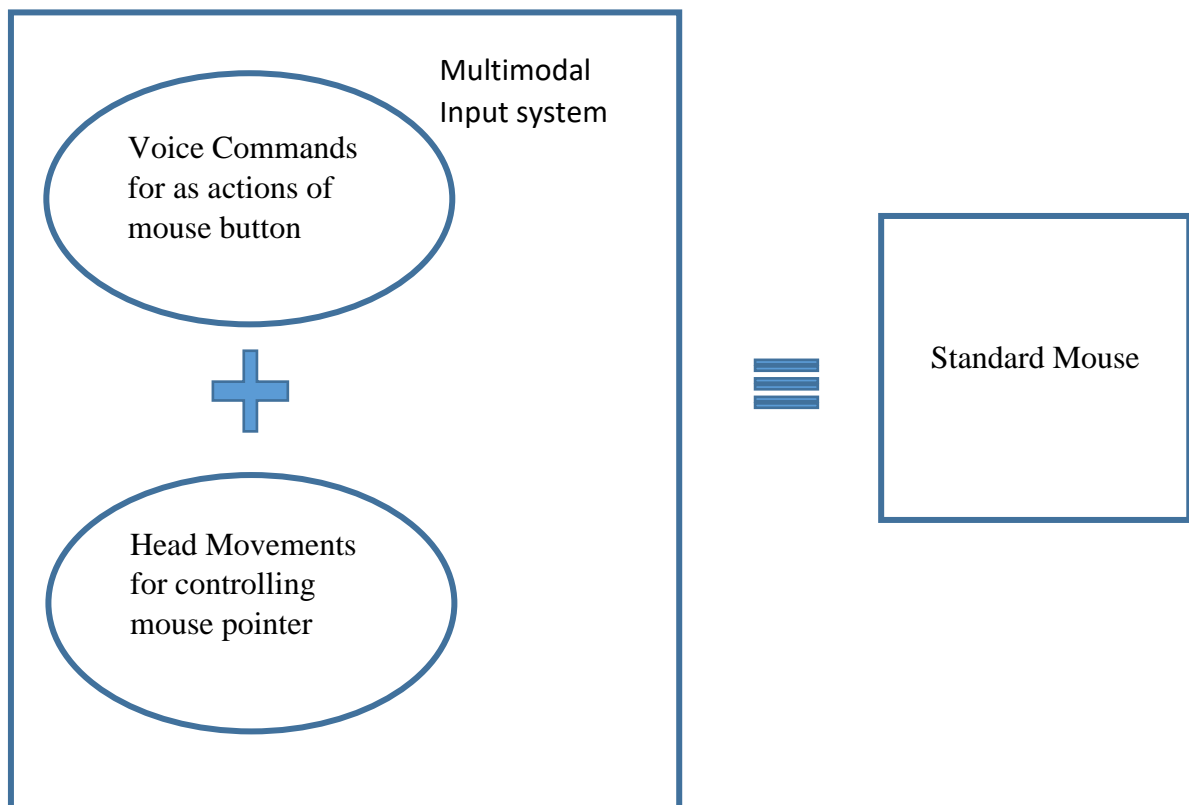 Multimodal
Input system
Voice Commands
for as actions of
mouse button
Head Movements
for controlling
mouse pointer
Standard Mouse